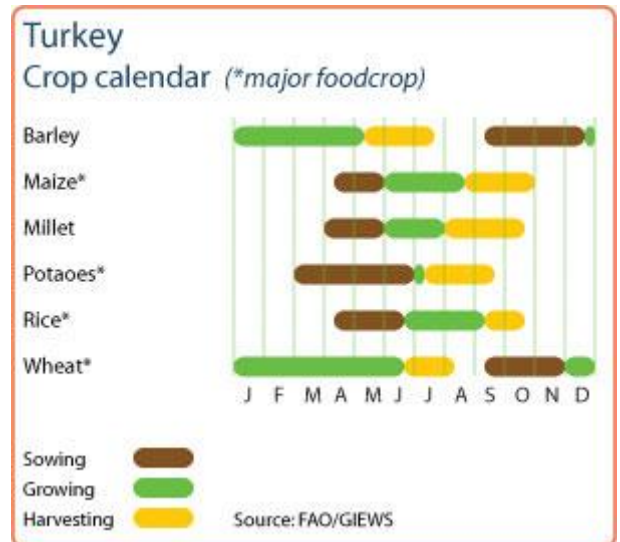 Turkey
Crop calendar (*major foodcrop)
Barley
Maize*
Millet
Potaoes*
Rice*
Wheat*
J F M A M J J A S O N D
Sowing
Growing
Harvesting
Source: FAO/GIEWS